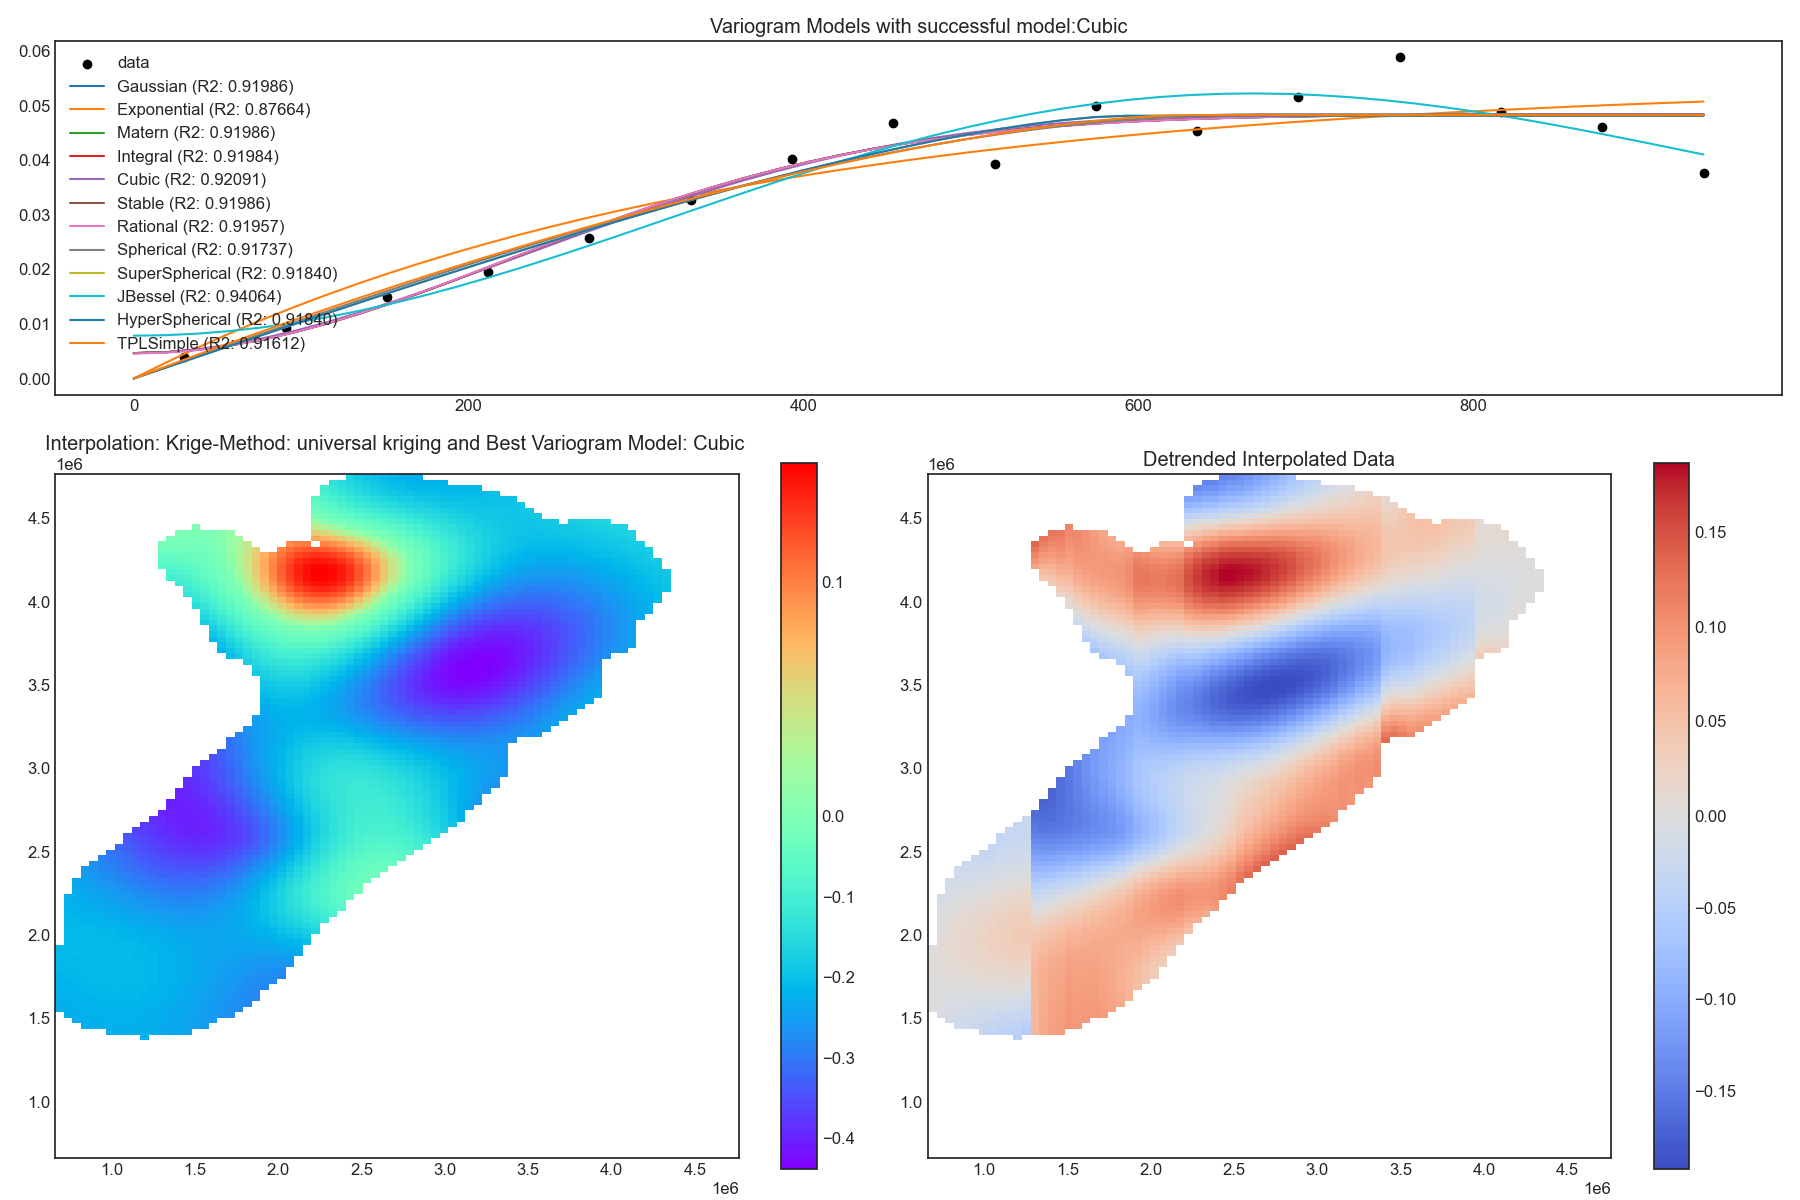 Variogram Models with successful model:Cubic
0.06
0.05
0.04
0.03
0.02
0.01
0.00
data
Gaussian (R2: 0.91986)
Exponential (R2: 0.87664)
Matern (R2: 0.91986)
Integral (R2: 0.91984)
Cubic (R2: 0.92091)
Stable (R2: 0.91986)
Rational (R2: 0.91957)
Spherical (R2: 0.91737)
SuperSpherical (R2: 0.91840)
JBessel (R2: 0.94064)
HyperSpherical (R2: 0.91840)
TPLSimple (R2: 0.91612)
0 200 400 600 800
Interpolation: Krige-Method: universal kriging and Best Variogram Model: Cubic
1e6
4.5
4.0
3.5
3.0
2.5
2.0
1.5
1.0
1.0 1.5 2.0 2.5 3.0 3.5 4.0 4.5
1e6
0.1
0.0
−0.1
−0.2
−0.3
−0.4
Detrended Interpolated Data
1e6
4.5
4.0
3.5
3.0
2.5
2.0
1.5
1.0
1.0 1.5 2.0 2.5 3.0 3.5 4.0 4.5
1e6
0.15
0.10
0.05
0.00
−0.05
−0.10
−0.15